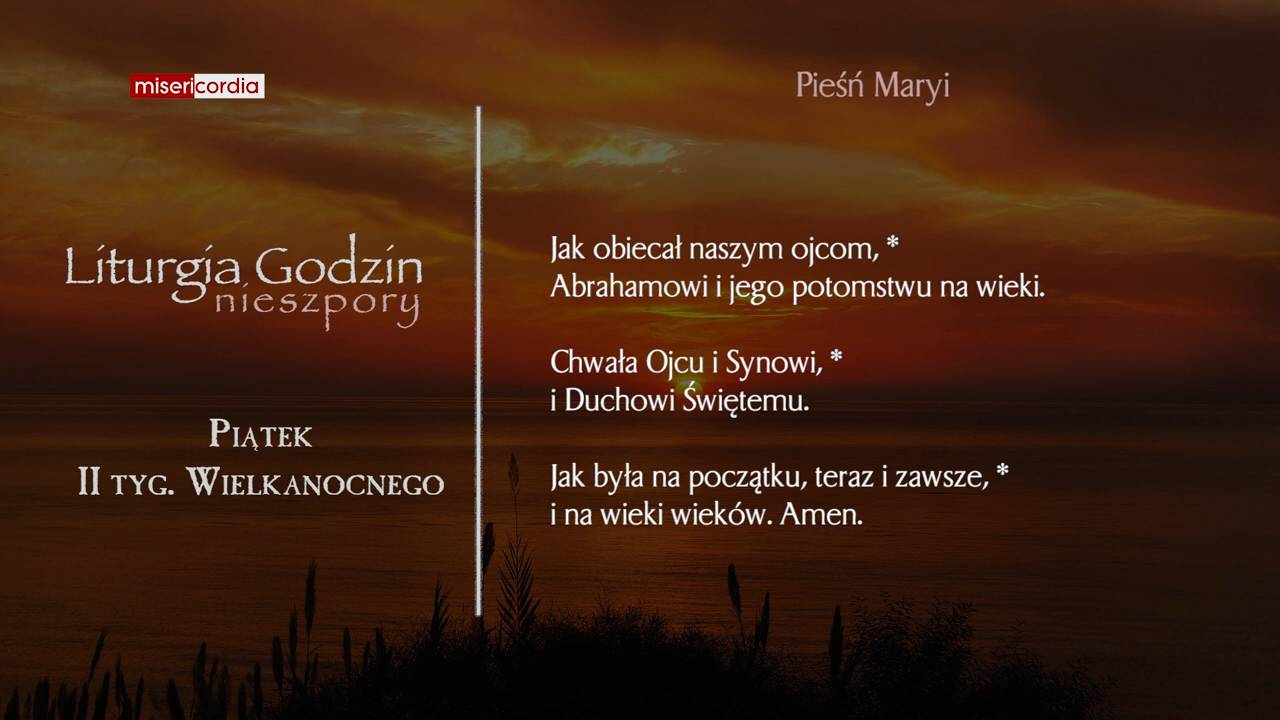 misericordia
Pieśń Maryi
Liturgia Godzin
nieszpory
Piątek
II tyg. Wielkanocnego
Jak obiecał naszym ojcom, *
Abrahamowi i jego potomstwu na wieki.
Chwała Ojcu i Synowi, *
i Duchowi Świętemu.
Jak była na początku, teraz i zawsze, *
i na wieki wieków. Amen.